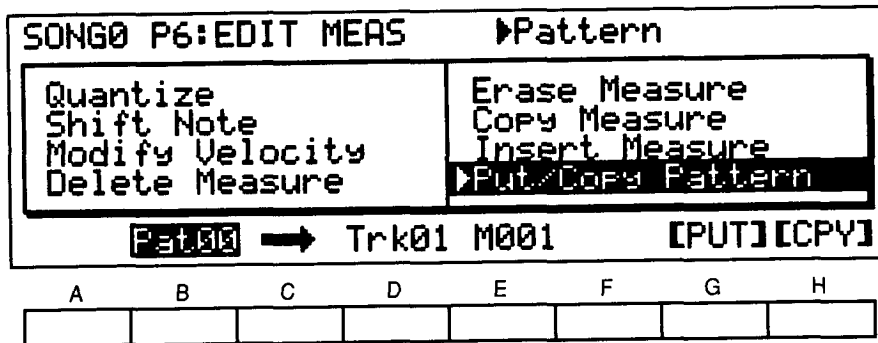 SONG0 P6:EDIT MEAS ▶Pattern
Quantize
Shift Note
Modify Velocity
Delete Measure
Erase Measure
Copy Measure
Insert Measure
▶Put/Copy Pattern
Pat00 → Trk01 M001 [PUT][CPY]
A B C D E F G H